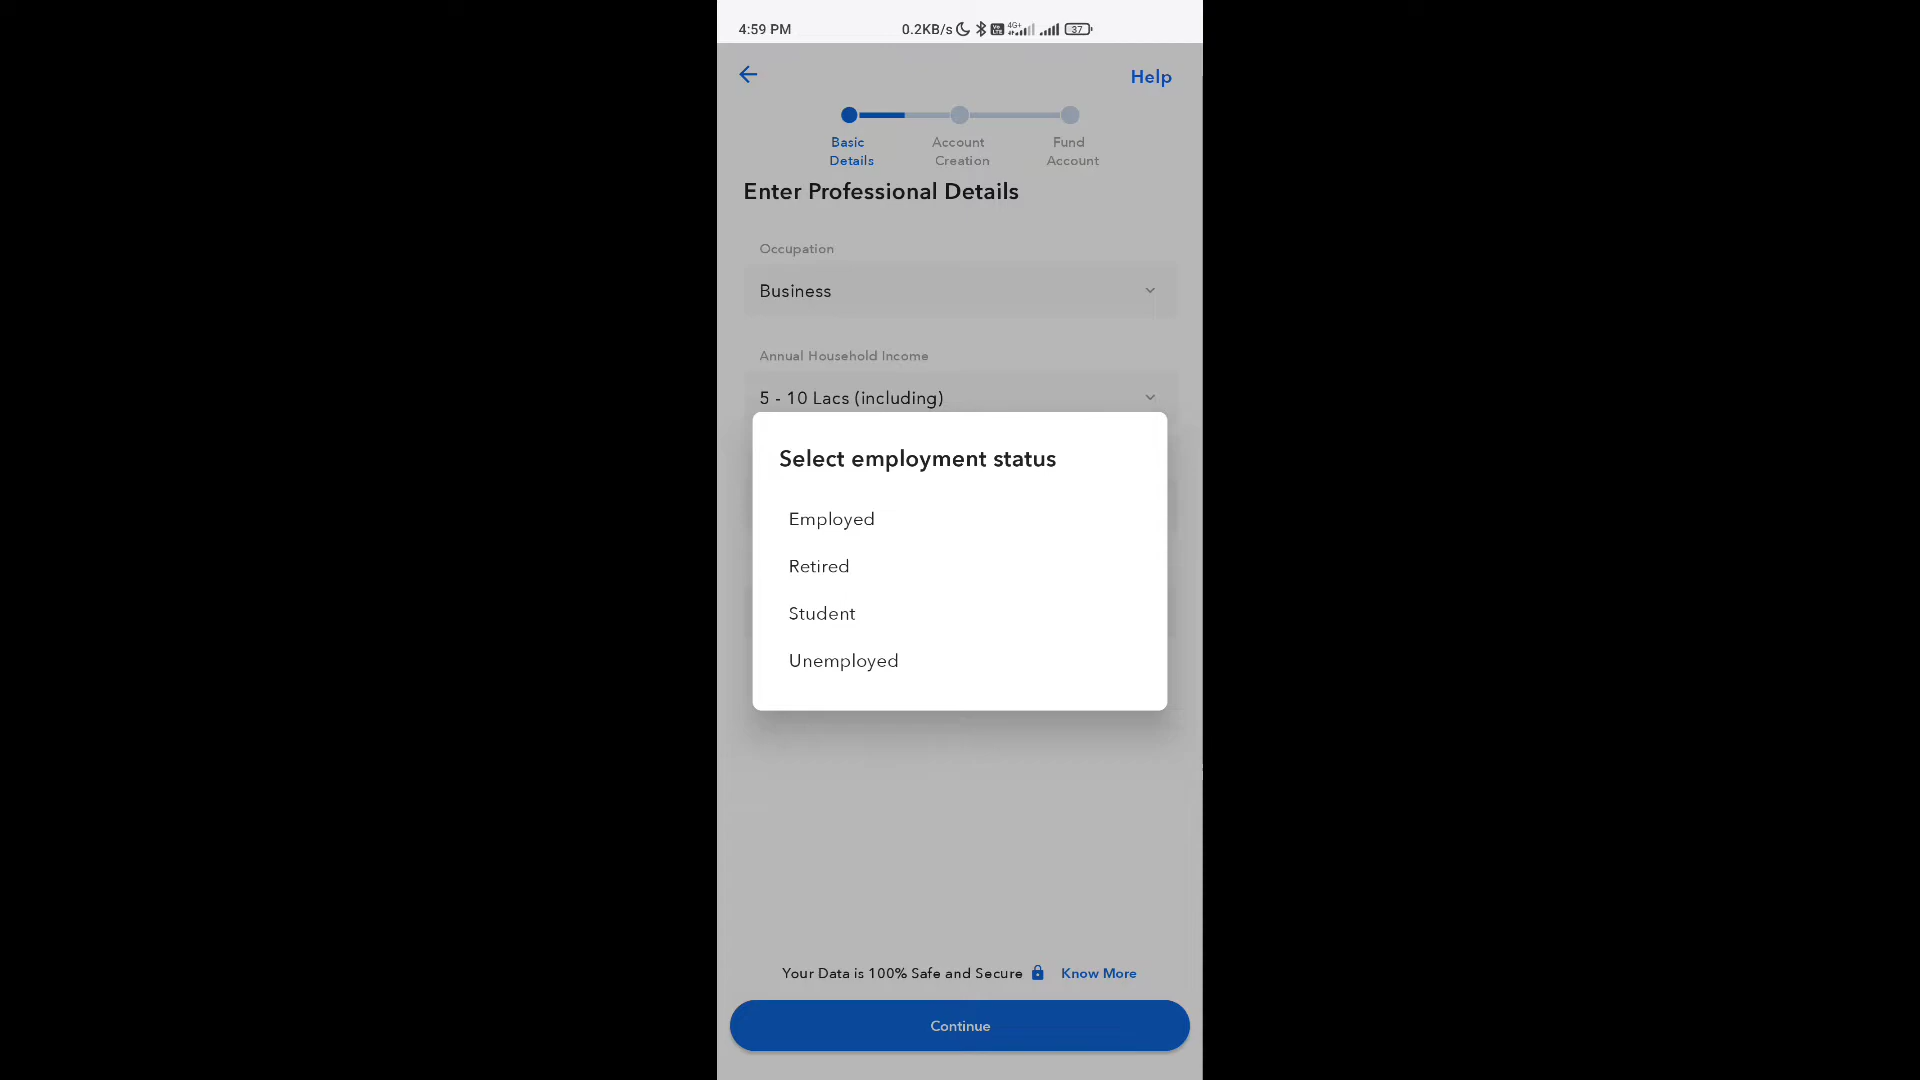 4:59 PM 0.2KB/s 4G+ 37
Help
Basic Details
Account Creation
Fund Account
Enter Professional Details
Occupation
Business
Annual Household Income
5 - 10 Lacs (including)
Select employment status
Employed
Retired
Student
Unemployed
Your Data is 100% Safe and Secure Know More
Continue